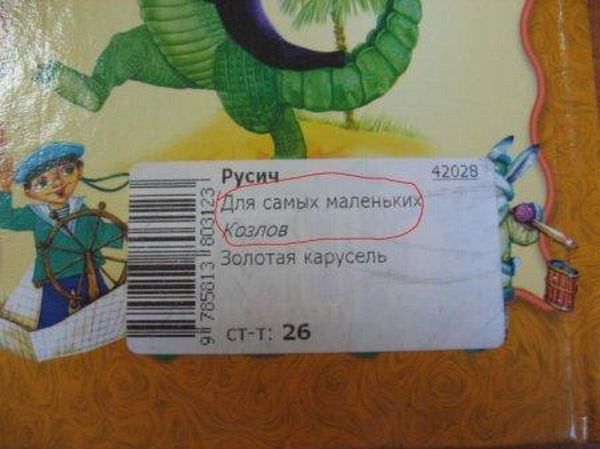 Русич 42028
Для самых маленьких
Козлов
Золотая карусель
ст-т: 26
9 785813 803123